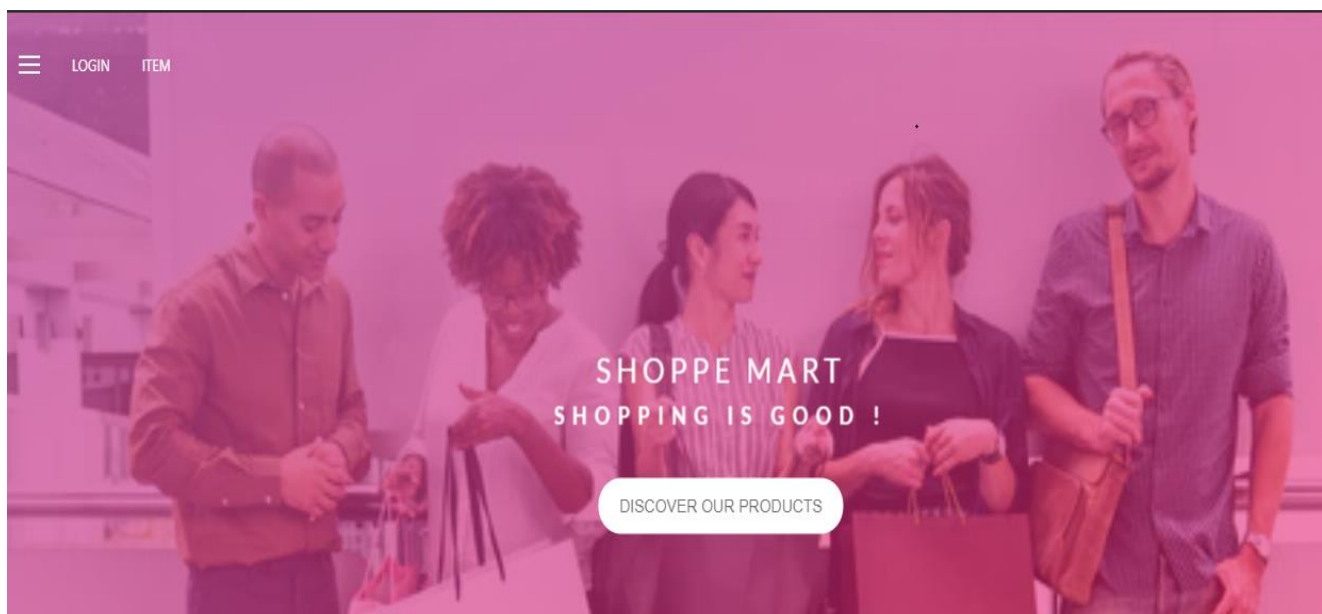 LOGIN ITEM
SHOPPE MART
SHOPPING IS GOOD !
DISCOVER OUR PRODUCTS